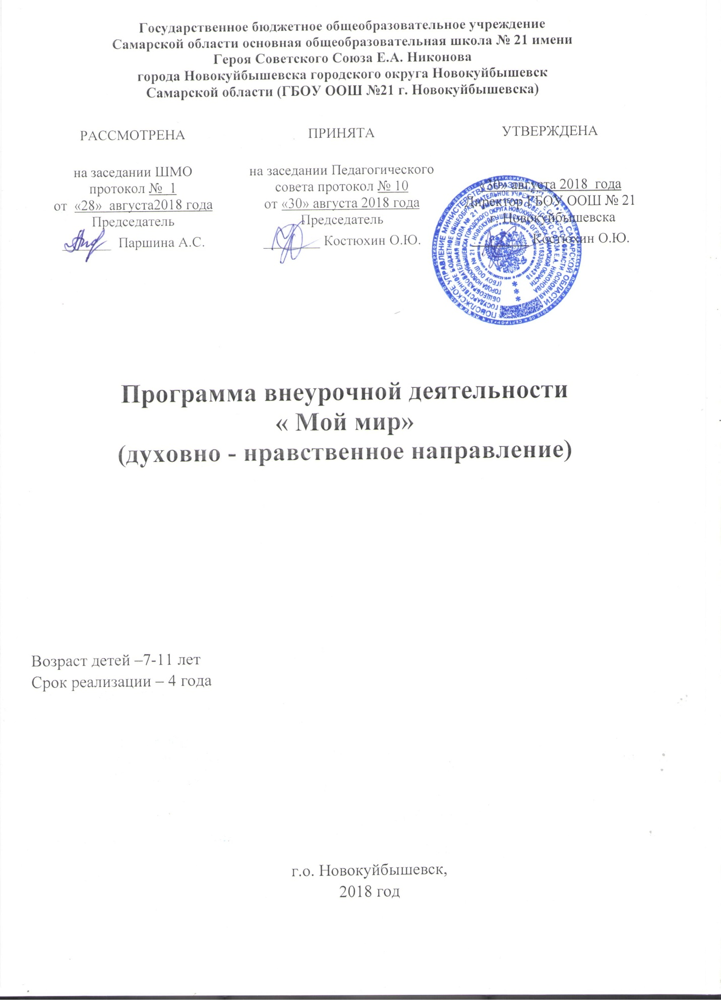 Государственное бюджетное общеобразовательное учреждение
Самарской области основная общеобразовательная школа № 21 имени
Героя Советского Союза Е.А. Никонова
города Новокуйбышевска городского округа Новокуйбышевск
Самарской области (ГБОУ ООШ №21 г. Новокуйбышевска)
РАССМОТРЕНА
на заседании ШМО
протокол № 1
от «28» августа2018 года
Председатель
Паршина А.С.
ПРИНЯТА
на заседании Педагогического
совета протокол № 10
от «30» августа 2018 года
Председатель
Костюхин О.Ю.
УТВЕРЖДЕНА
«30» августа 2018 года
Директор ГБОУ ООШ № 21
г. Новокуйбышевска
Костюхин О.Ю.
Программа внеурочной деятельности
« Мой мир»
(духовно - нравственное направление)
Возраст детей –7-11 лет
Срок реализации – 4 года
г.о. Новокуйбышевск,
2018 год